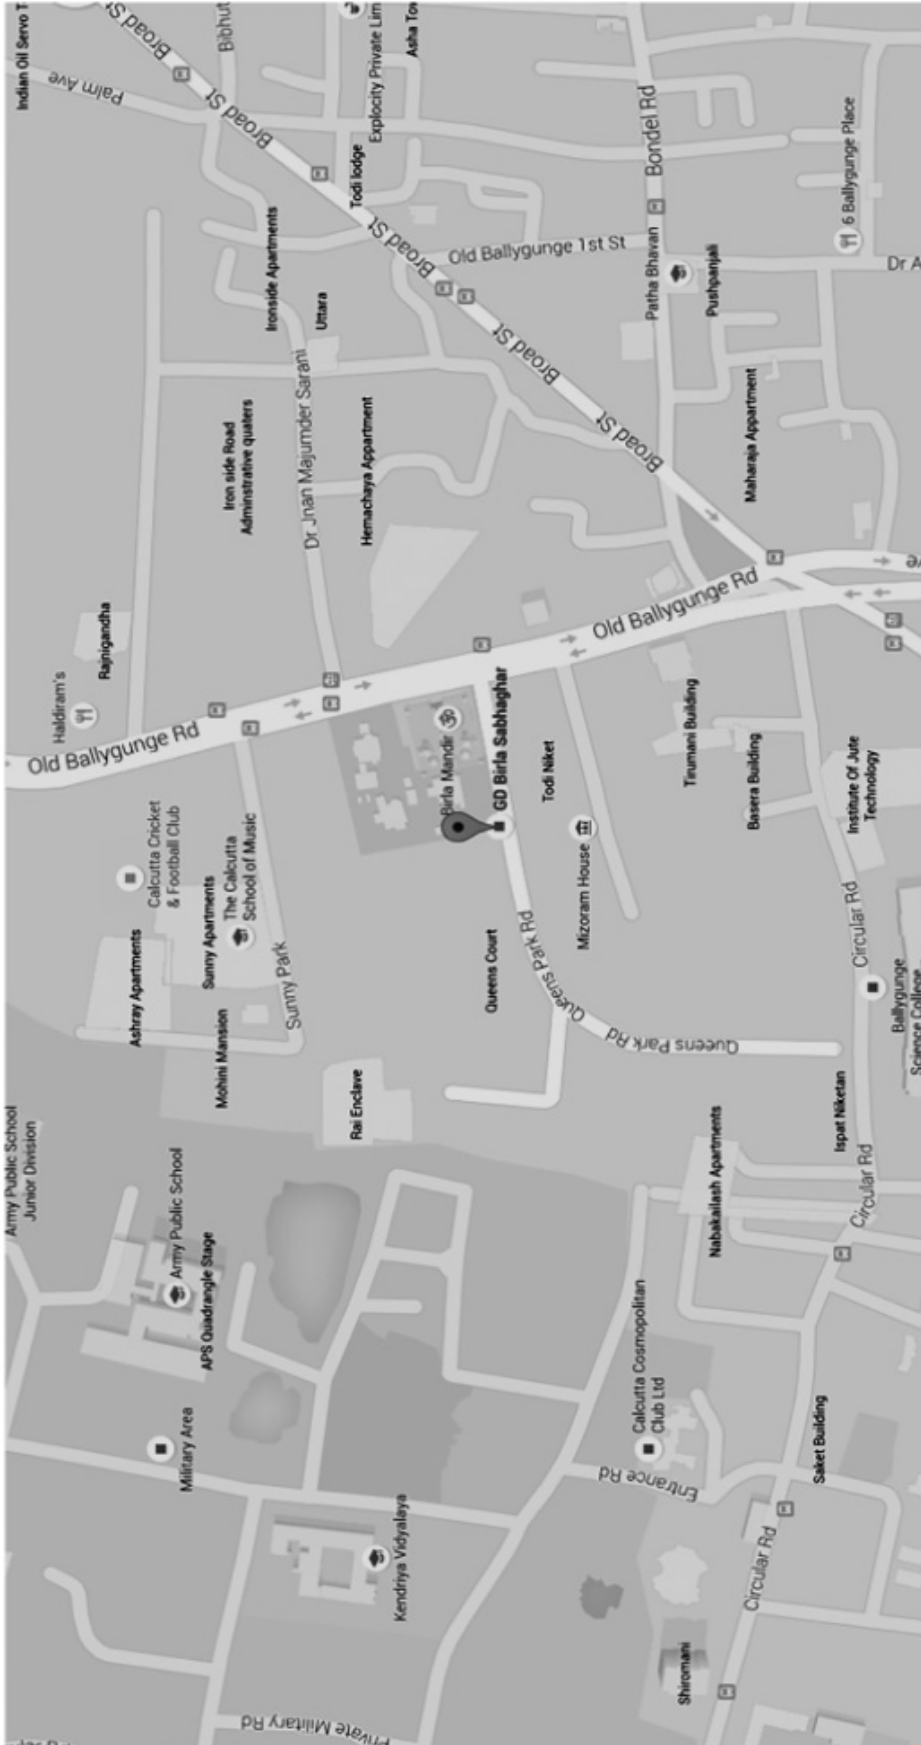 Indian Oil Servo
Broad St
Bibhut
Palm Ave
Broad St
Explocity Private Lim
Asha Tow
Broad St
Todi lodge
Bondel Rd
6 Ballygunge Place
Ironside Apartments
Broad St
Old Ballygunge 1st St
Patha Bhavan
Pushpanjali
Dr A
Uttara
Broad St
Dr Jnan Majumder Sarani
Iron side Road
Adminstrative quaters
Hemachaya Appartment
Broad St
Maharaja Appartment
Rajnigandha
Old Ballygunge Rd
Haldiram's
Old Ballygunge Rd
Birla Mandir
ॐ
GD Birla Sabhaghar
Todi Niket
Tirumani Building
Basera Building
Institute Of Jute
Technology
Calcutta Cricket
& Football Club
The Calcutta
School of Music
Sunny Apartments
Ashray Apartments
Sunny Park
Mizoram House
Queens Court
Queens Park Rd
Circular Rd
Ballygunge
Science College
Mohini Mansion
Rai Enclave
Queens Park Rd
Ispat Niketan
Army Public School
Junior Division
Army Public School
APS Quadrangle Stage
Nabakailash Apartments
Circular Rd
Calcutta Cosmopolitan
Club Ltd
Military Area
Entrance Rd
Saket Building
Kendriya Vidyalaya
Circular Rd
Shiromani
Private Military Rd